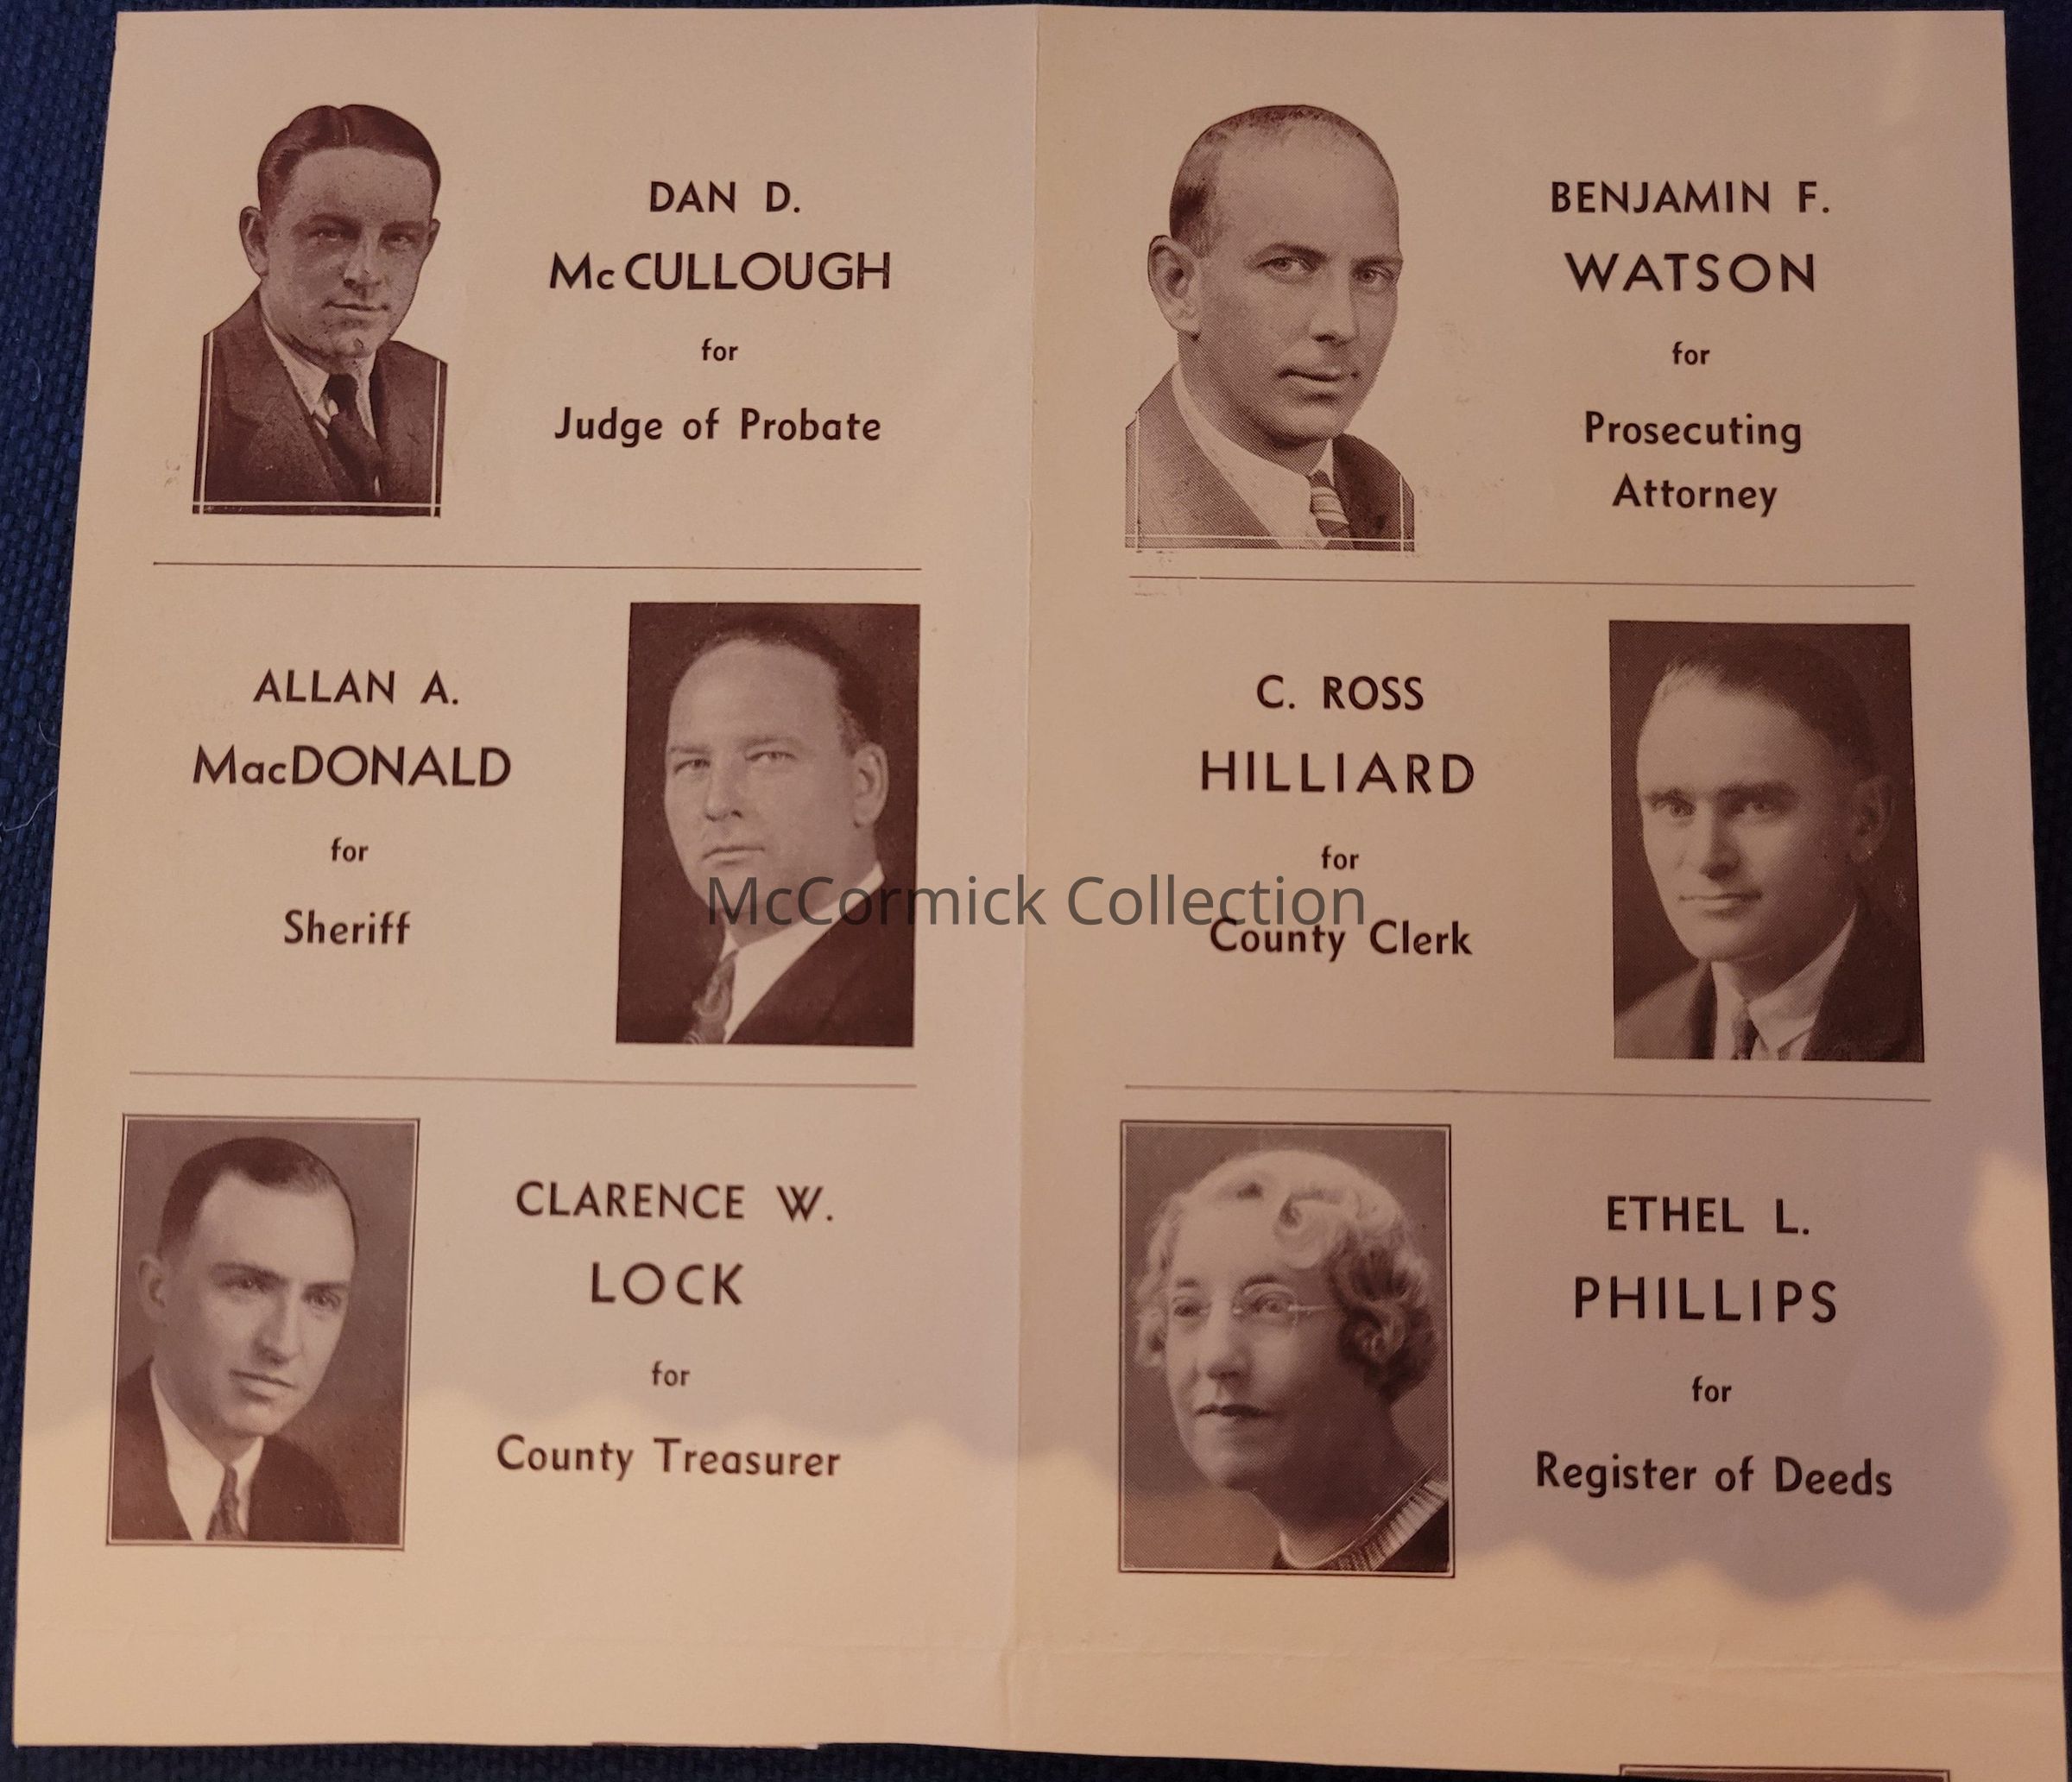 DAN D.
McCULLOUGH
for
Judge of Probate
ALLAN A.
MacDONALD
for
Sheriff
CLARENCE W.
LOCK
for
County Treasurer
BENJAMIN F.
WATSON
for
Prosecuting
Attorney
C. ROSS
HILLIARD
for
County Clerk
ETHEL L.
PHILLIPS
for
Register of Deeds
McCormick Collection